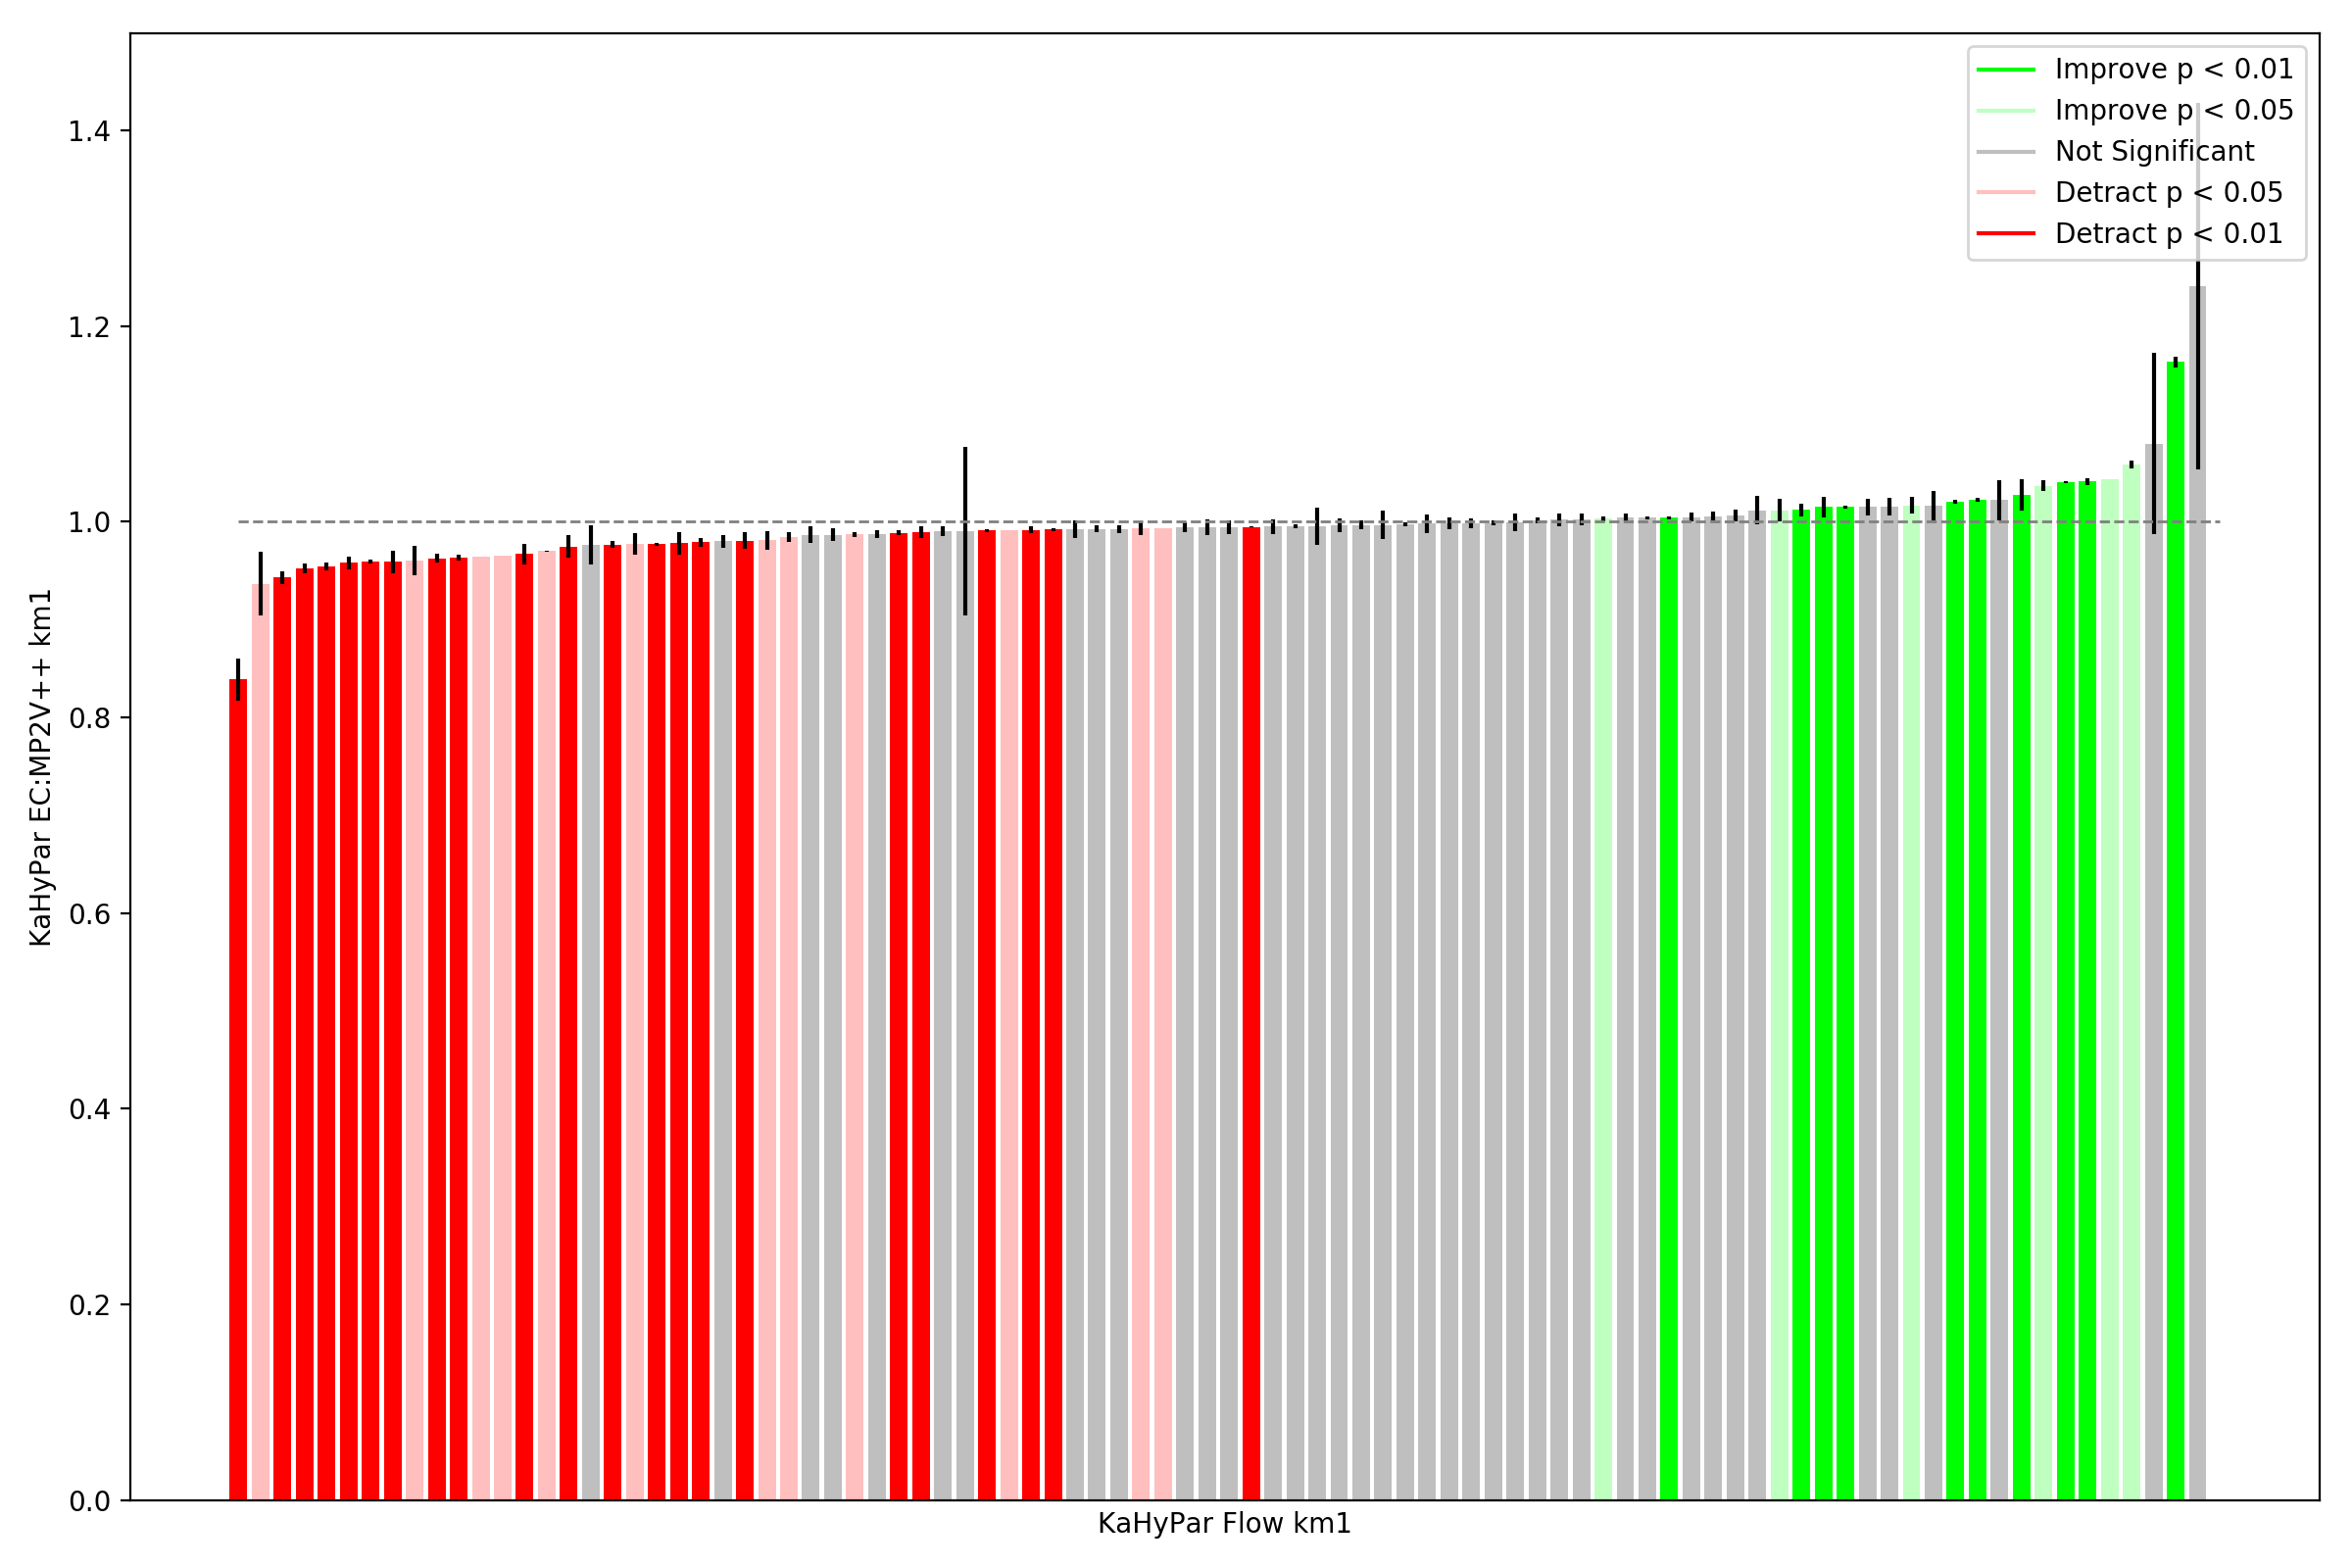 Improve p < 0.01
Improve p < 0.05
Not Significant
Detract p < 0.05
Detract p < 0.01
1.4
1.2
1.0
0.8
0.6
0.4
0.2
0.0
KaHyPar EC:MP2V++ km1
KaHyPar Flow km1